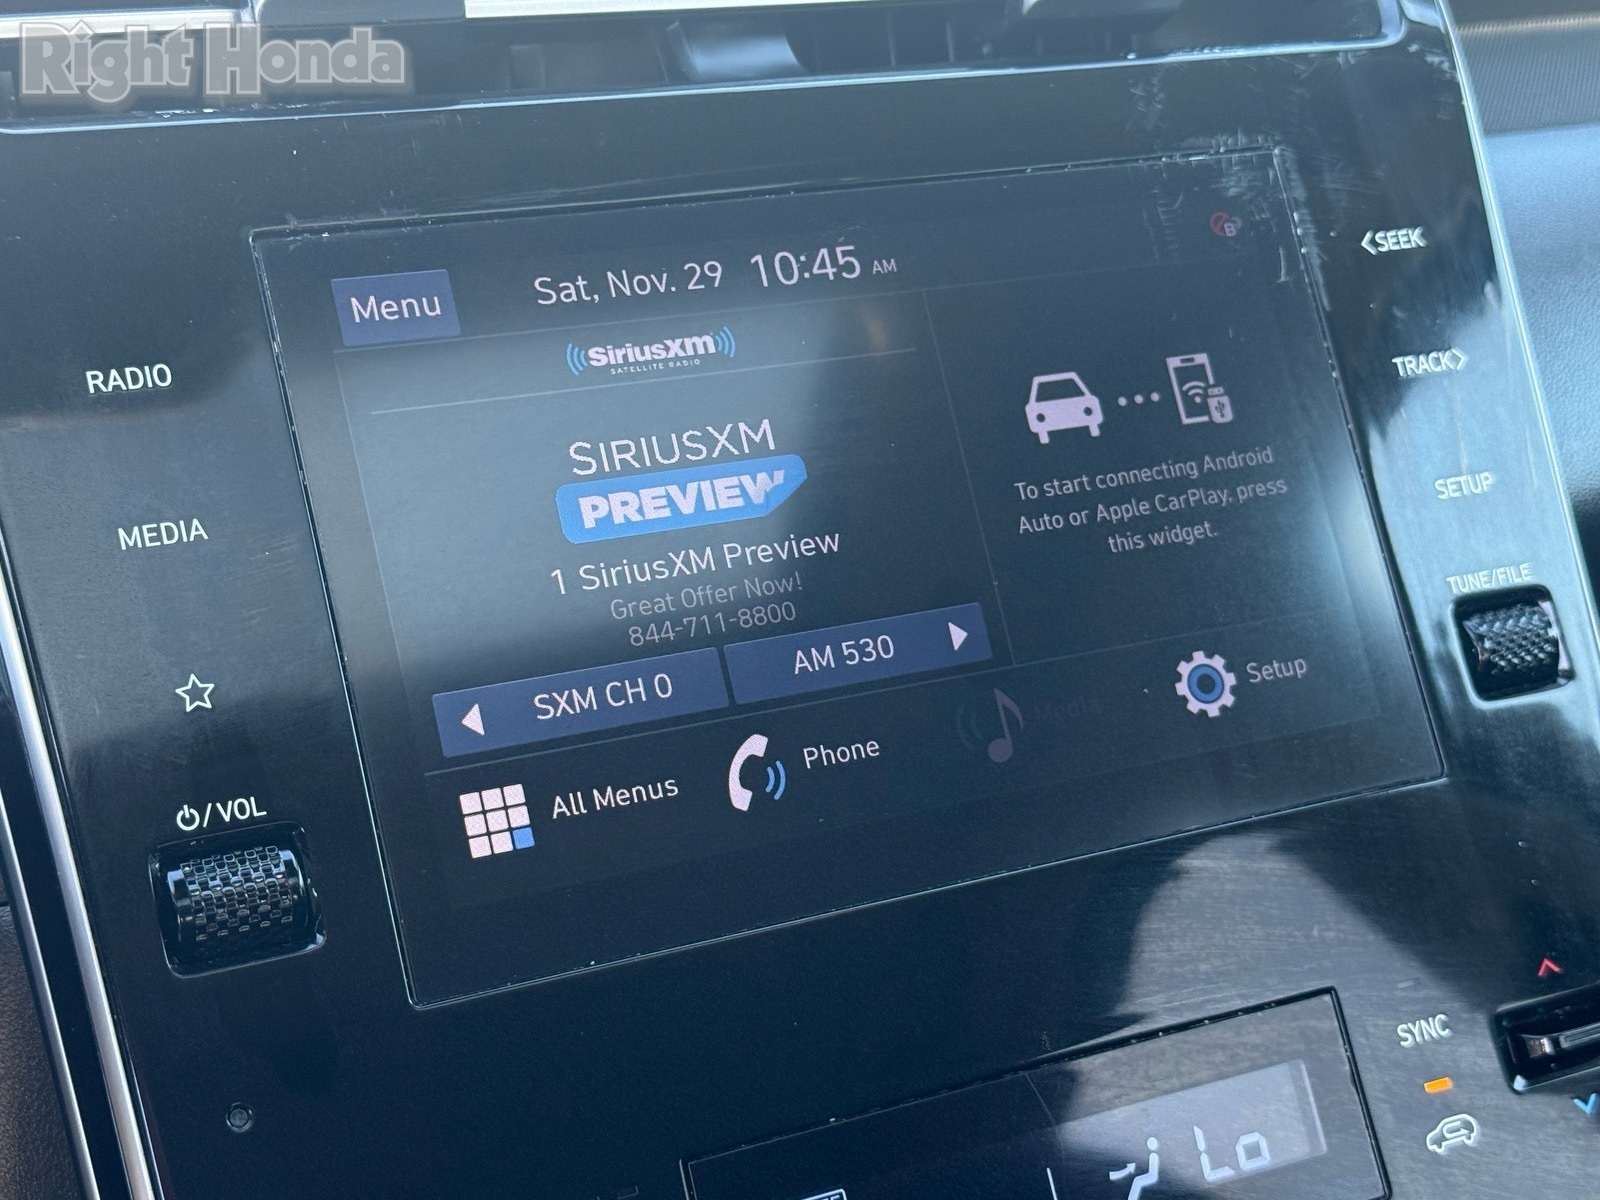 Right Honda
Menu
Sat, Nov. 29 10:45 AM
B
<SEEK
SiriusXm
SATELLITE RADIO
RADIO
TRACK>
SIRIUSXM
PREVIEW
To start connecting Android
Auto or Apple CarPlay, press
this widget.
SETUP
MEDIA
1 SiriusXM Preview
Great Offer Now!
844-711-8800
TUNE/FILE
SXM CH 0
AM 530
Setup
Media
Phone
All Menus
/VOL
SYNC
Lo